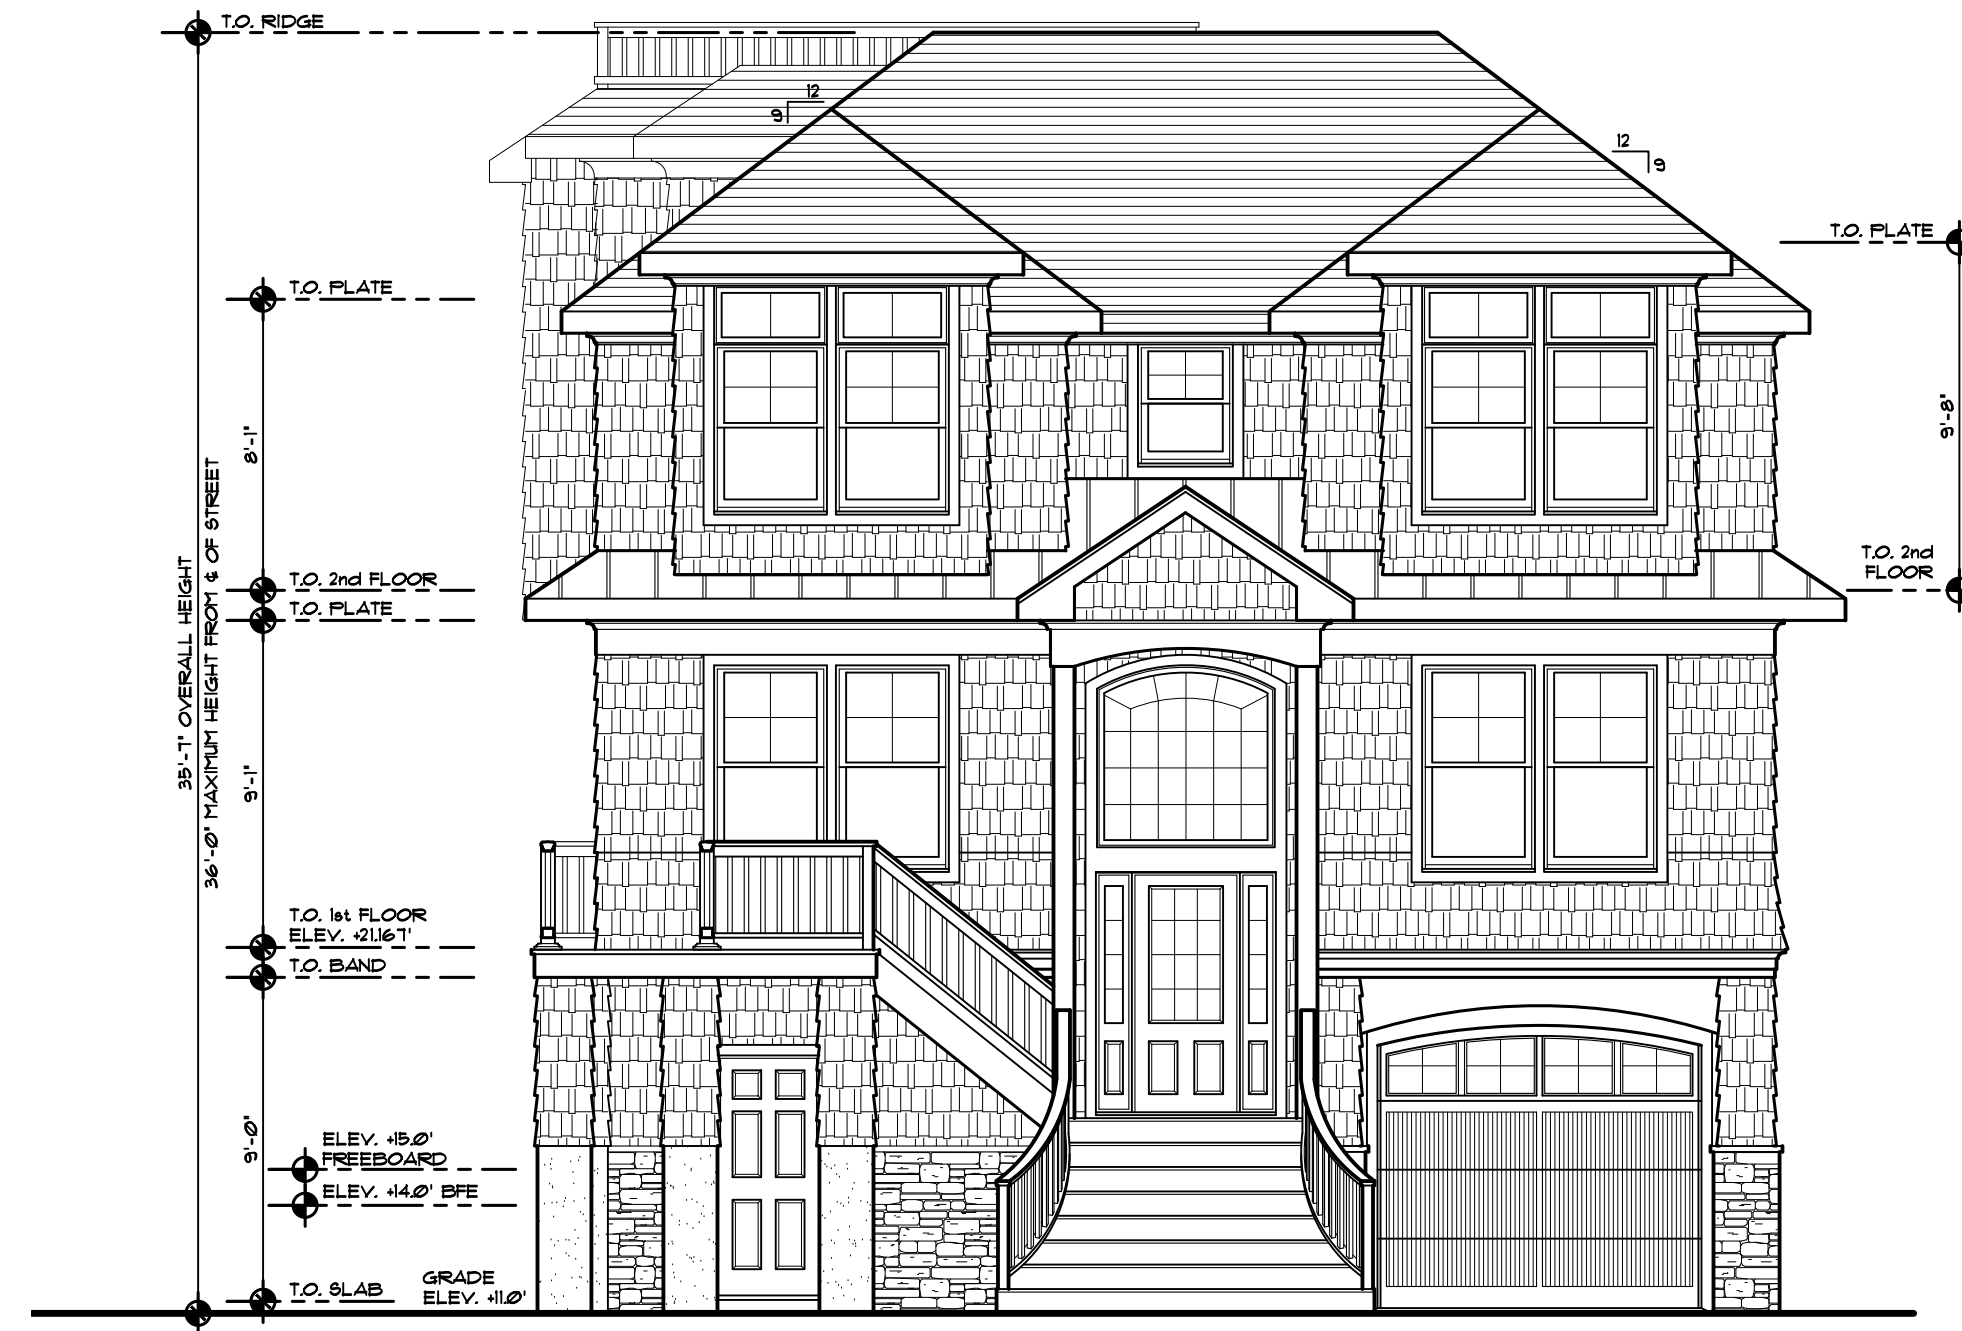 T.O. RIDGE
12
9
12
9
T.O. PLATE
T.O. PLATE
8'-1"
9'-8"
35'-7" OVERALL HEIGHT
36'-0" MAXIMUM HEIGHT FROM ℄ OF STREET
T.O. 2nd
FLOOR
T.O. 2nd FLOOR
T.O. PLATE
9'-1"
T.O. 1st FLOOR
ELEV. +21.167'
T.O. BAND
9'-0"
ELEV. +15.0'
FREEBOARD
ELEV. +14.0' BFE
T.O. SLAB
GRADE
ELEV. +11.0'